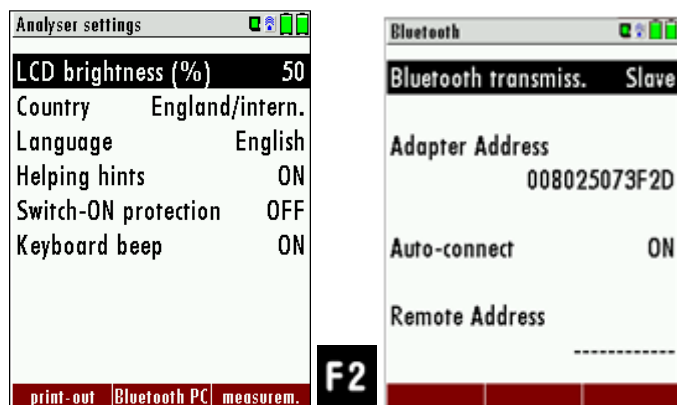 Analyser settings
LCD brightness (%) 50
Country England/intern.
Language English
Helping hints ON
Switch-ON protection OFF
Keyboard beep ON
print-out Bluetooth PC measurem.
F2
Bluetooth
Bluetooth transmiss. Slave
Adapter Address
008025073F2D
Auto-connect ON
Remote Address
------------